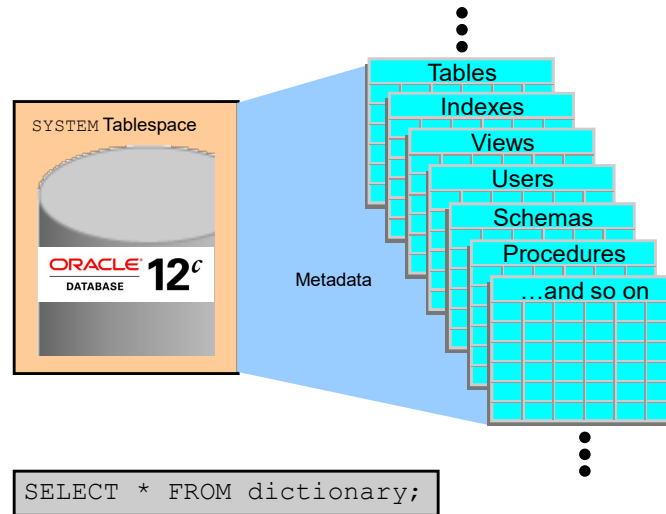 Tables
Indexes
SYSTEM Tablespace
Views
Users
Schemas
ORACLE®
DATABASE
12c
Procedures
Metadata
...and so on
SELECT * FROM dictionary;